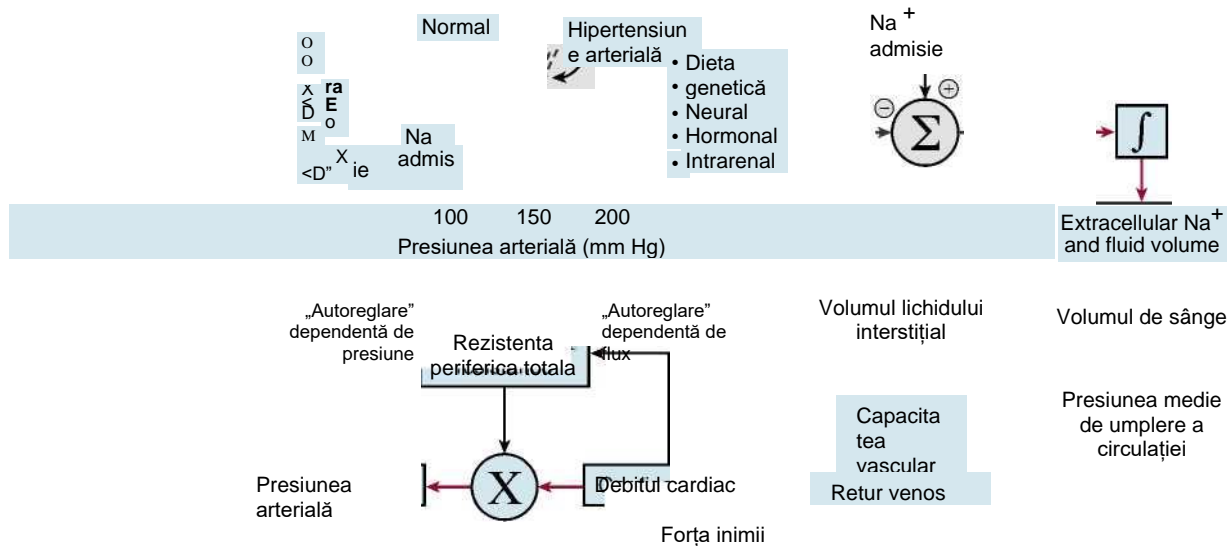 Normal
Hipertensiun
e arterială
• Dieta
• genetică
• Neural
• Hormonal
• Intrarenal
Na +
admisie
O
O
X
<
D
ra
E
o
M
X
<D”
Na
admis
ie
− +
Σ
∫
100 150 200
Presiunea arterială (mm Hg)
Extracellular Na+
and fluid volume
„Autoreglare”
dependentă de
presiune
Rezistenta
periferica totala
„Autoreglare”
dependentă de
flux
Volumul lichidului
interstițial
Volumul de sânge
Capacita
tea
vascular
Presiunea medie
de umplere a
circulației
Presiunea
arterială
X
Debitul cardiac
Retur venos
Forța inimii